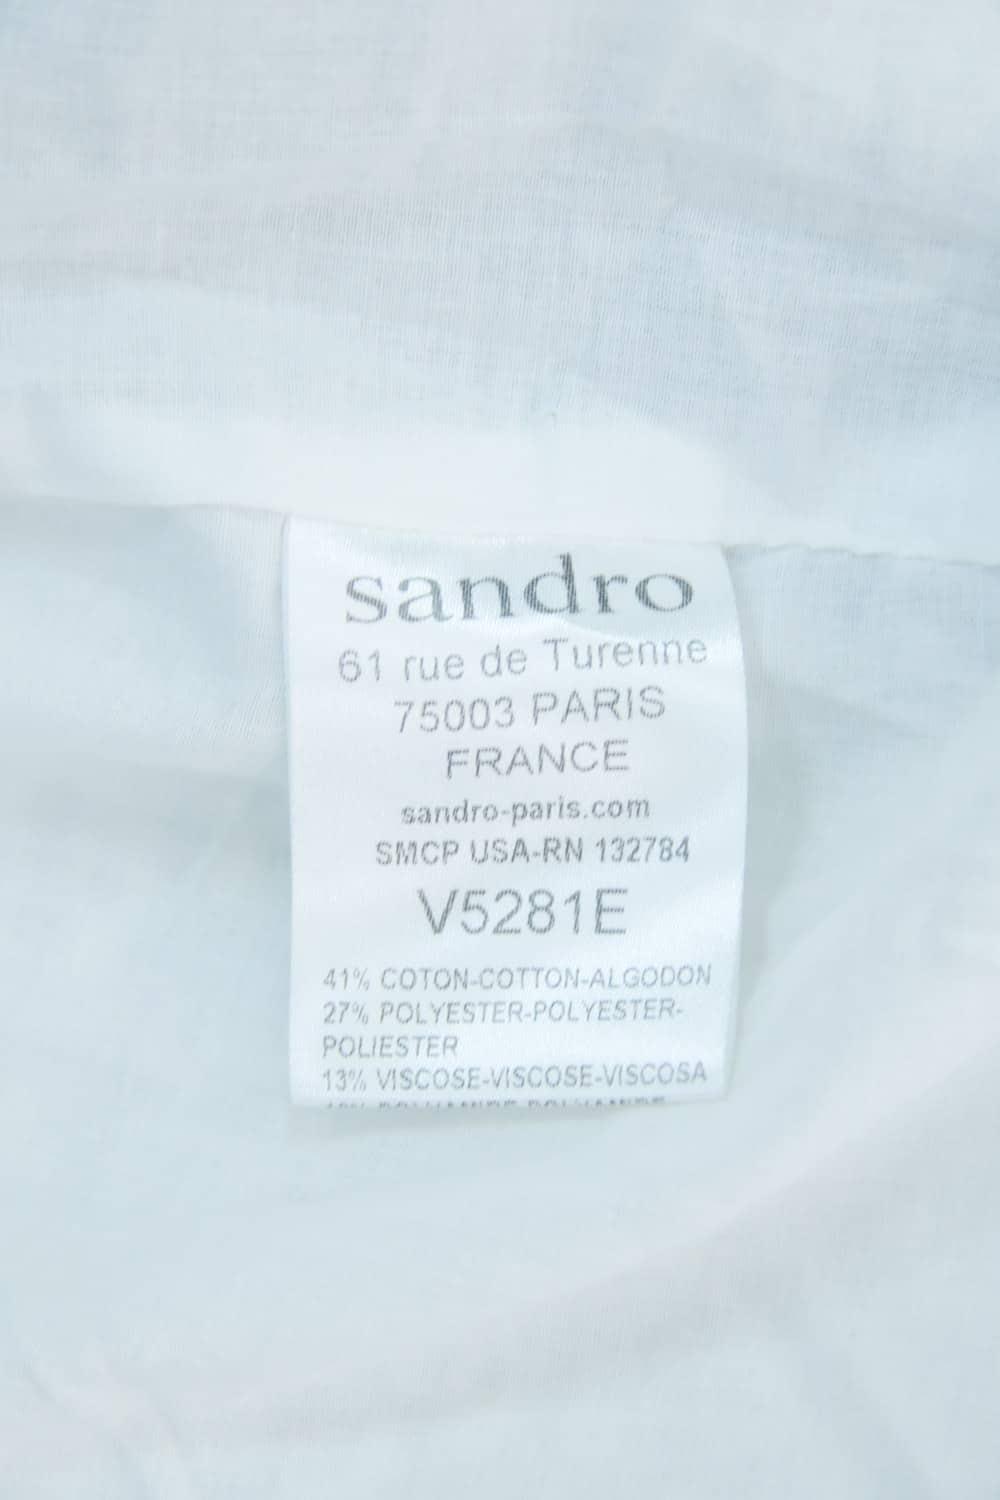 sandro
61 rue de Turenne
75003 PARIS
FRANCE
sandro-paris.com
SMCP USA-RN 132784
V5281E
41% COTON-COTTON-ALGODON
27% POLYESTER-POLYESTER-
POLIESTER
13% VISCOSE-VISCOSE-VISCOSA